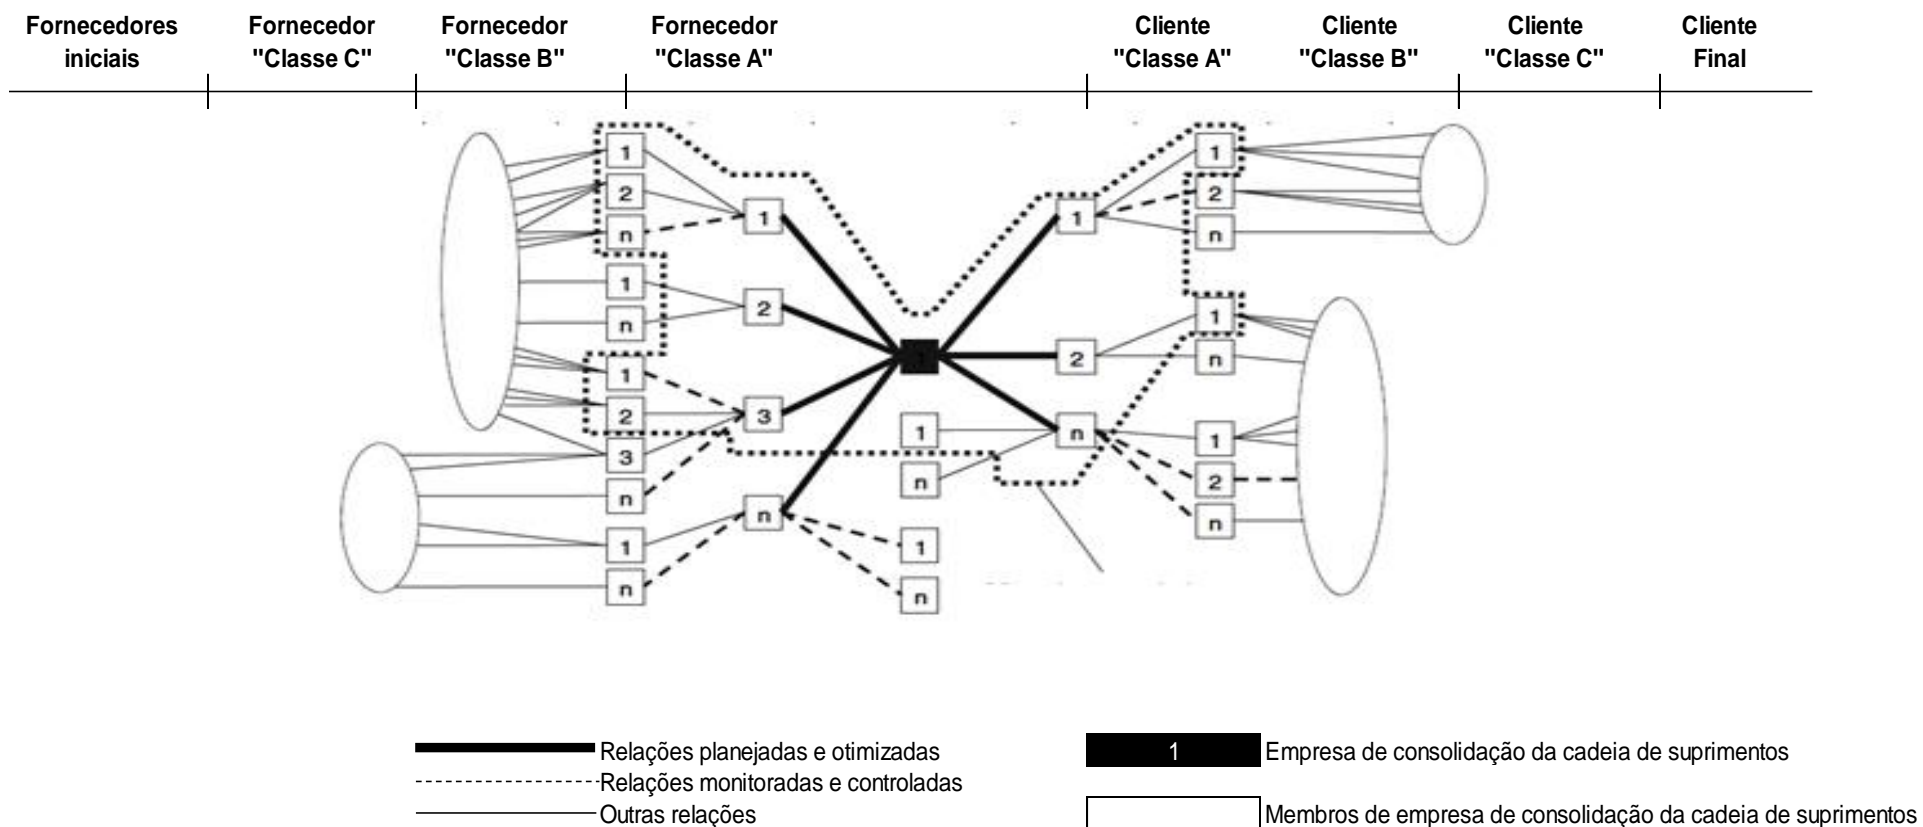 Fornecedores iniciais
Fornecedor "Classe C"
Fornecedor "Classe B"
Fornecedor "Classe A"
Cliente "Classe A"
Cliente "Classe B"
Cliente "Classe C"
Cliente Final
1
2
n
1
n
1
2
3
n
1
n
1
2
3
n
1
1
n
1
n
1
2
n
1
2
n
1
n
1
2
n
Relações planejadas e otimizadas
Relações monitoradas e controladas
Outras relações
1
Empresa de consolidação da cadeia de suprimentos
Membros de empresa de consolidação da cadeia de suprimentos